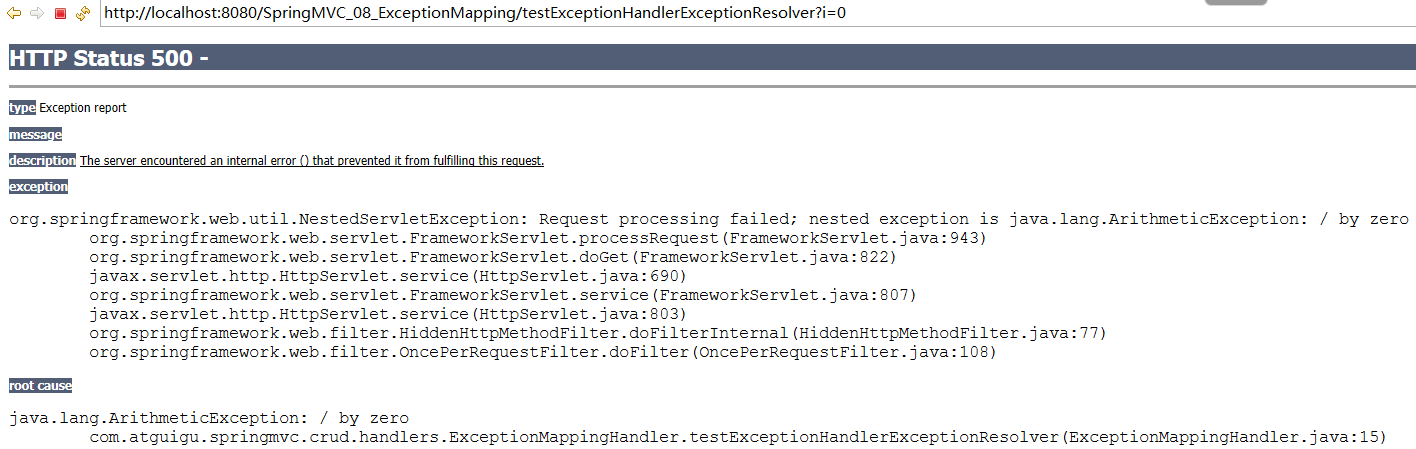 http://localhost:8080/SpringMVC_08_ExceptionMapping/testExceptionHandlerExceptionResolver?i=0
HTTP Status 500 -
type Exception report
message
description The server encountered an internal error () that prevented it from fulfilling this request.
exception
org.springframework.web.util.NestedServletException: Request processing failed; nested exception is java.lang.ArithmeticException: / by zero
org.springframework.web.servlet.FrameworkServlet.processRequest(FrameworkServlet.java:943)
org.springframework.web.servlet.FrameworkServlet.doGet(FrameworkServlet.java:822)
javax.servlet.http.HttpServlet.service(HttpServlet.java:690)
org.springframework.web.servlet.FrameworkServlet.service(FrameworkServlet.java:807)
javax.servlet.http.HttpServlet.service(HttpServlet.java:803)
org.springframework.web.filter.HiddenHttpMethodFilter.doFilterInternal(HiddenHttpMethodFilter.java:77)
org.springframework.web.filter.OncePerRequestFilter.doFilter(OncePerRequestFilter.java:108)
root cause
java.lang.ArithmeticException: / by zero
com.atguigu.springmvc.crud.handlers.ExceptionMappingHandler.testExceptionHandlerExceptionResolver(ExceptionMappingHandler.java:15)